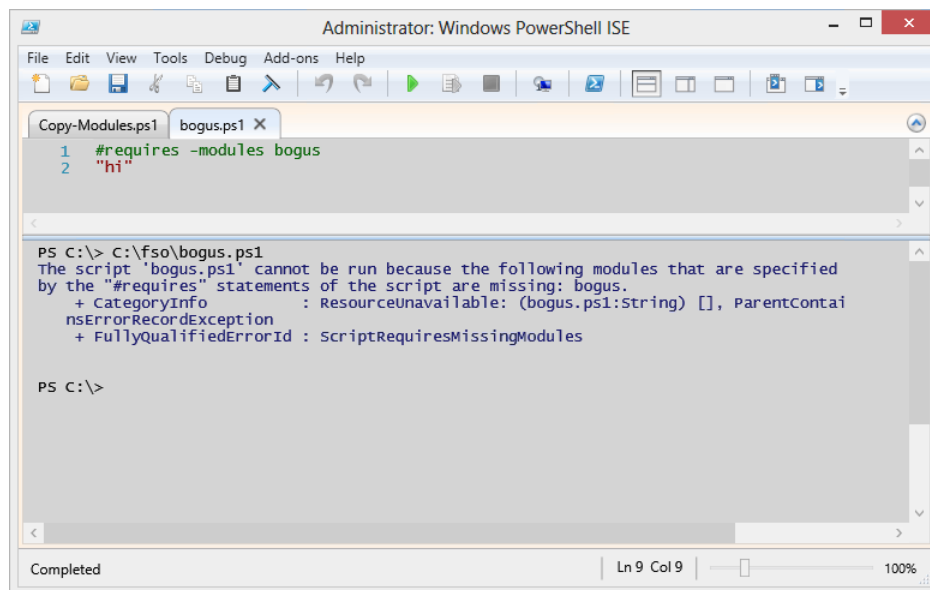 Administrator: Windows PowerShell ISE
File Edit View Tools Debug Add-ons Help
Copy-Modules.ps1 bogus.ps1
1 #requires -modules bogus
2 "hi"
PS C:\> C:\fso\bogus.ps1
The script 'bogus.ps1' cannot be run because the following modules that are specified
by the "#requires" statements of the script are missing: bogus.
+ CategoryInfo : ResourceUnavailable: (bogus.ps1:String) [], ParentContai
nsErrorRecordException
+ FullyQualifiedErrorId : ScriptRequiresMissingModules
PS C:\>
Completed Ln 9 Col 9 100%